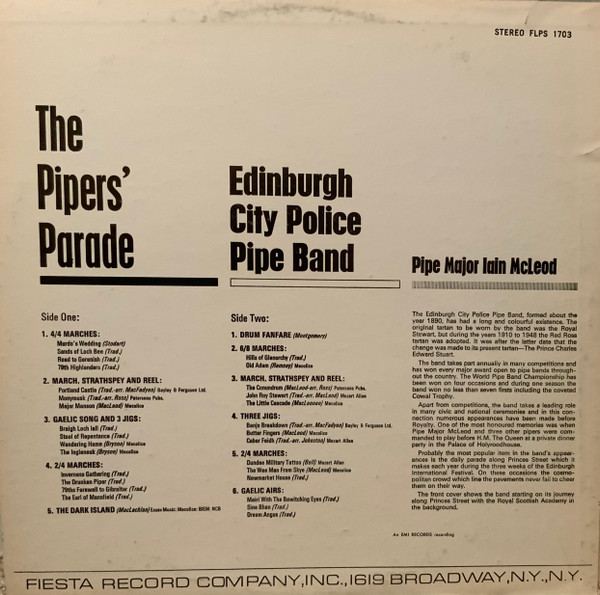 STEREO FLPS 1703
The
Pipers'
Parade
Edinburgh
City Police
Pipe Band
Pipe Major Iain McLeod
Side One:
1. 4/4 MARCHES:
Murdo's Wedding (Stodart)
Sands of Loch Bee (Trad.)
Road to Gerenish (Trad.)
79th Highlanders (Trad.)
2. MARCH, STRATHSPEY AND REEL:
Portland Castle (Trad.-arr. MacFadyen) Bayley & Ferguson Ltd.
Monymusk (Trad.-arr. Ross) Patersons Pubs.
Major Manson (MacLeod) Macalice
3. GAELIC SONG AND 3 JIGS:
Braigh Loch Iall (Trad.)
Steal of Repentance (Trad.)
Wandering Hame (Bryson) Macalice
The Inglesnek (Bryson) Macalice
4. 2/4 MARCHES:
Inverness Gathering (Trad.)
The Drunken Piper (Trad.)
79ths Farewell to Gibraltar (Trad.)
The Earl of Mansfield (Trad.)
5. THE DARK ISLAND (MacLachlan) Essex Music. Macalice: BIEM NCB
Side Two:
1. DRUM FANFARE (Montgomery)
2. 6/8 MARCHES:
Hills of Glenorchy (Trad.)
Old Adam (Ramsay) Macalice
3. MARCH, STRATHSPEY AND REEL:
The Conundrum (MacLeod-arr. Ross) Patersons Pubs.
John Roy Stewart (Trad.-arr. MacLeod) Mozart Allan
The Little Cascade (MacLennan) Macalice
4. THREE JIGS:
Banjo Breakdown (Trad.-arr. MacFadyen) Bayley & Ferguson Ltd.
Butter Fingers (MacLeod) Macalice
Caber Feidh (Trad.-arr. Johnston) Mozart Allan
5. 2/4 MARCHES:
Dundee Military Tattoo (Bell) Mozart Allan
The Wee Man From Skye (MacLeod) Macalice
Newmarket House (Trad.)
6. GAELIC AIRS:
Mairi With The Bewitching Eyes (Trad.)
Sine Bhan (Trad.)
Dream Angus (Trad.)
The Edinburgh City Police Pipe Band, formed about the
year 1890, has had a long and colourful existence. The
original tartan to be worn by the band was the Royal
Stewart, but during the years 1910 to 1948 the Red Ross
tartan was adopted. It was after the latter date that the
change was made to its present tartan—The Prince Charles
Edward Stuart.
The band takes part annually in many competitions and
has won every major award open to pipe bands through-
out the country. The World Pipe Band Championship has
been won on four occasions and during one season the
band won no less than seven firsts including the coveted
Cowal Trophy.
Apart from competitions, the band takes a leading role
in many civic and national ceremonies and in this con-
nection numerous appearances have been made before
Royalty. One of the most honoured memories was when
Pipe Major McLeod and three other pipers were com-
manded to play before H.M. The Queen at a private dinner
party in the Palace of Holyroodhouse.
Probably the most popular item in the band's appear-
ances is the daily parade along Princes Street which it
makes each year during the three weeks of the Edinburgh
International Festival. On these occasions the cosmo-
politan crowd which line the pavements never fail to cheer
them on their way.
The front cover shows the band starting on its journey
along Princes Street with the Royal Scottish Academy in
the background.
An EMI RECORDS recording
FIESTA RECORD COMPANY, INC., 1619 BROADWAY, N.Y., N.Y.